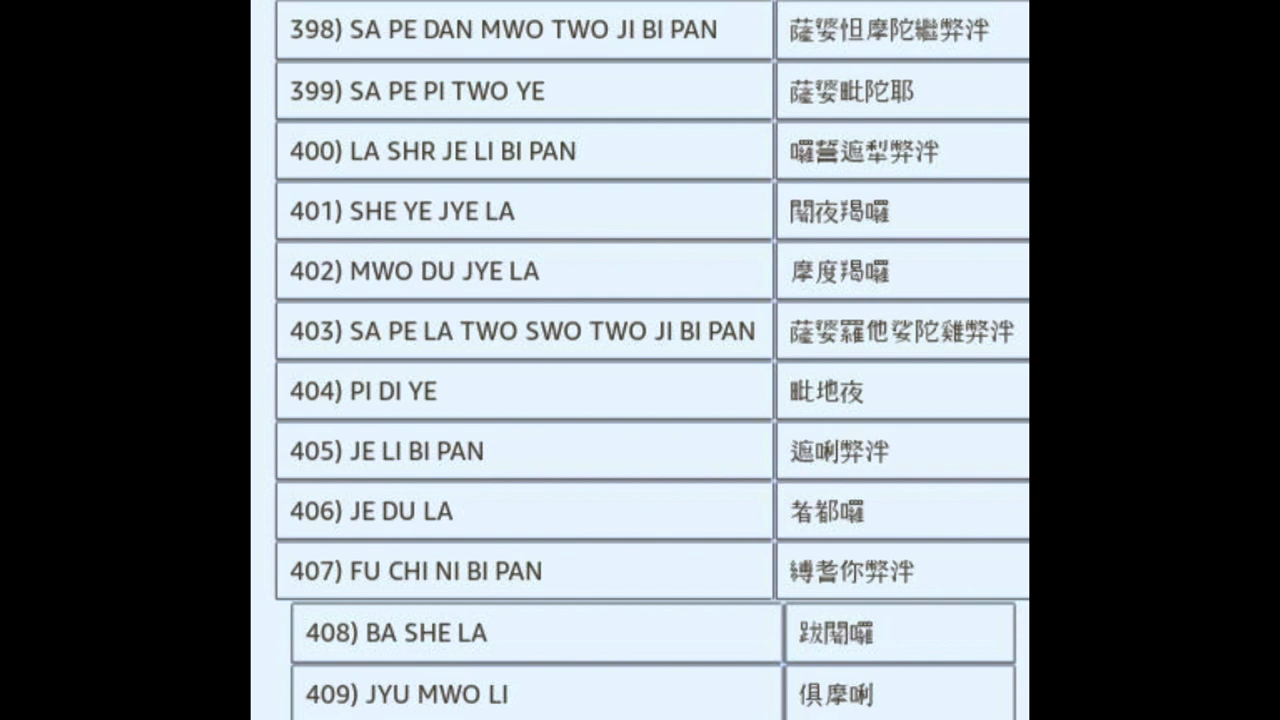 398) SA PE DAN MWO TWO JI BI PAN 薩婆怛摩陀繼弊泮
399) SA PE PI TWO YE 薩婆毗陀耶
400) LA SHR JE LI BI PAN 囉誓遮犁弊泮
401) SHE YE JYE LA 闍夜羯囉
402) MWO DU JYE LA 摩度羯囉
403) SA PE LA TWO SWO TWO JI BI PAN 薩婆羅他娑陀雞弊泮
404) PI DI YE 毗地夜
405) JE LI BI PAN 遮唎弊泮
406) JE DU LA 者都囉
407) FU CHI NI BI PAN 縛耆你弊泮
408) BA SHE LA 跋闍囉
409) JYU MWO LI 俱摩唎